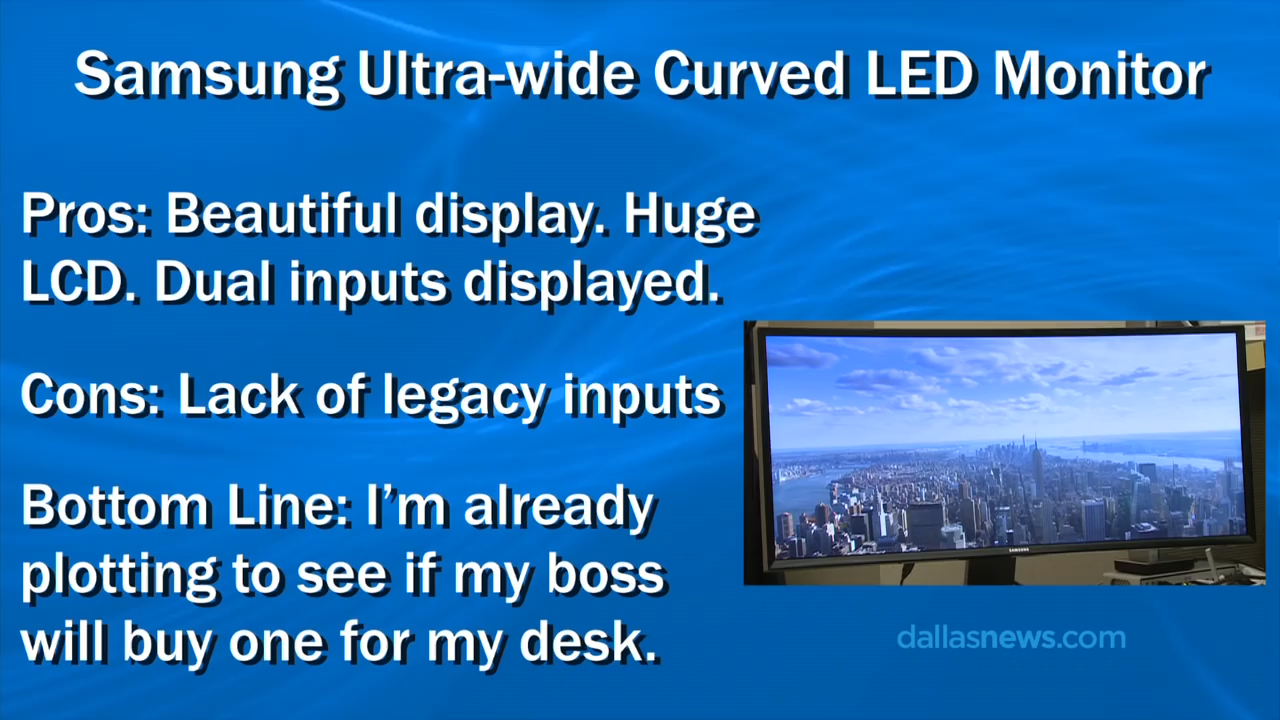 Samsung Ultra-wide Curved LED Monitor
Pros: Beautiful display. Huge
LCD. Dual inputs displayed.
Cons: Lack of legacy inputs
Bottom Line: I’m already
plotting to see if my boss
will buy one for my desk.
SAMSUNG
dallasnews.com